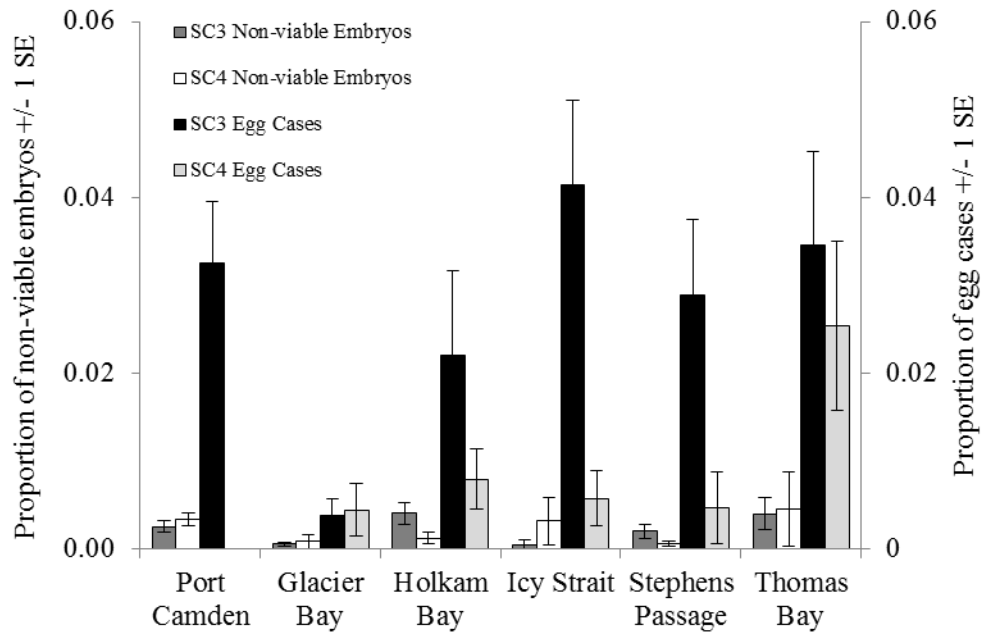 Proportion of non-viable embryos +/- 1 SE
0.06
0.04
0.02
0.00
SC3 Non-viable Embryos
SC4 Non-viable Embryos
SC3 Egg Cases
SC4 Egg Cases
0.06
0.04
0.02
0
Proportion of egg cases +/- 1 SE
Port Camden
Glacier Bay
Holkam Bay
Icy Strait
Stephens Passage
Thomas Bay